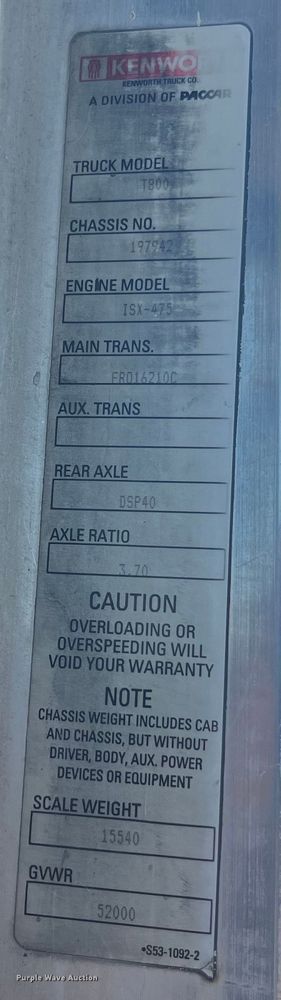 KENWO
KENWORTH TRUCK CO.
A DIVISION OF PACCAR
TRUCK MODEL
T800
CHASSIS NO.
197942
ENGINE MODEL
ISX-475
MAIN TRANS.
FRO16210C
AUX. TRANS
REAR AXLE
DSP40
AXLE RATIO
3.70
CAUTION
OVERLOADING OR
OVERSPEEDING WILL
VOID YOUR WARRANTY
NOTE
CHASSIS WEIGHT INCLUDES CAB
AND CHASSIS, BUT WITHOUT
DRIVER, BODY, AUX. POWER
DEVICES OR EQUIPMENT
SCALE WEIGHT
15540
GVWR
52000
•S53-1092-2
Purple Wave Auction